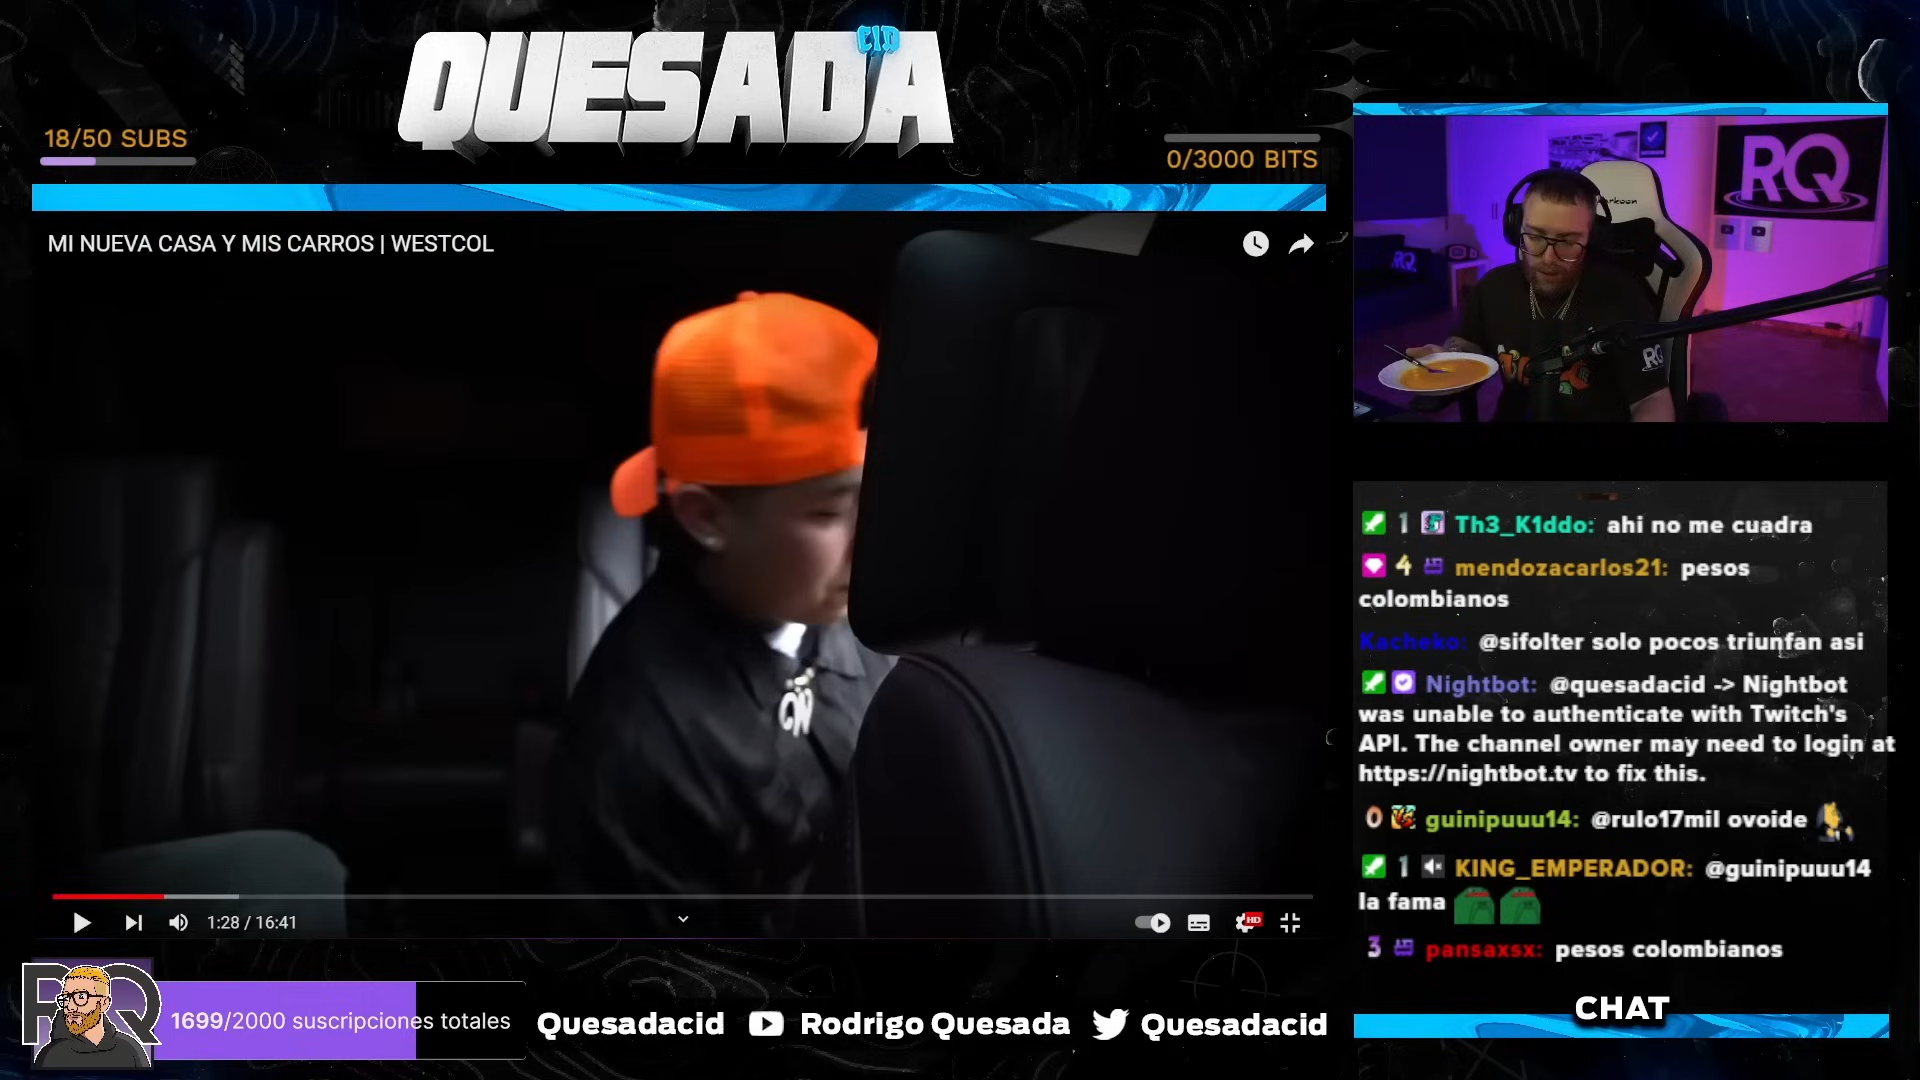 CID
QUESADA
18/50 SUBS
0/3000 BITS
MI NUEVA CASA Y MIS CARROS | WESTCOL
RQ
RQ
RQ
1 Th3_K1ddo: ahi no me cuadra
4 mendozacarlos21: pesos
colombianos
Kacheko: @sifolter solo pocos triunfan asi
Nightbot: @quesadacid -> Nightbot
was unable to authenticate with Twitch's
API. The channel owner may need to login at
https://nightbot.tv to fix this.
0 guinipuuu14: @rulo17mil ovoide
1 KING_EMPERADOR: @guinipuuu14
la fama
3 pansaxsx: pesos colombianos
CHAT
1:28 / 16:41
HD
RQ
1699/2000 suscripciones totales
Quesadacid
Rodrigo Quesada
Quesadacid